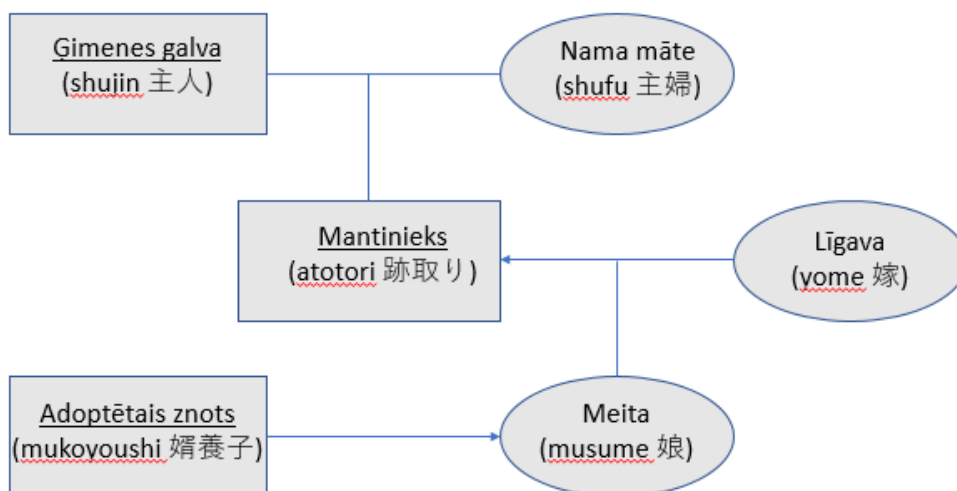 Ģimenes galva
(shujin 主人)
Nama māte
(shufu 主婦)
Mantinieks
(atotori 跡取り)
Līgava
(yome 嫁)
Adoptētais znots
(mukoyoushi 婿養子)
Meita
(musume 娘)